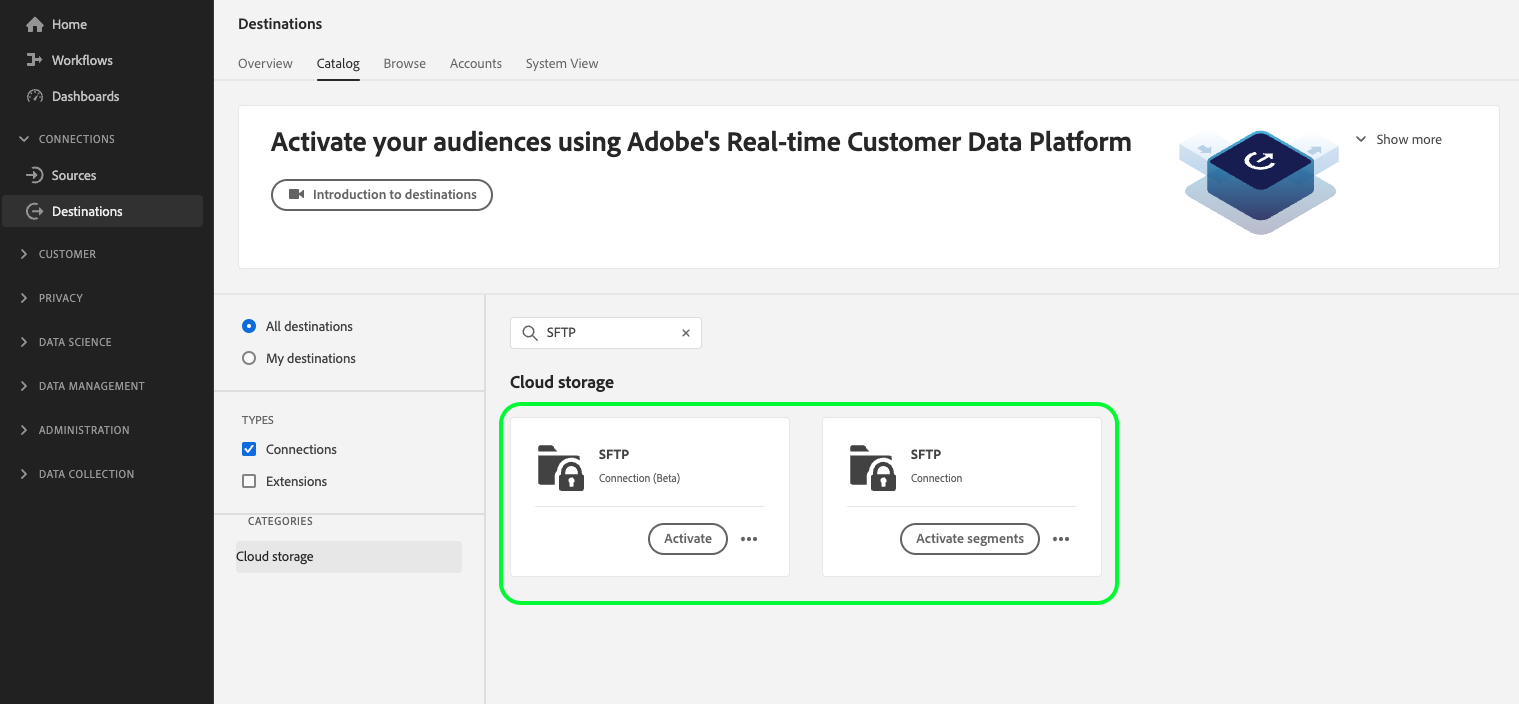 Home
Workflows
Dashboards
CONNECTIONS
Sources
Destinations
CUSTOMER
PRIVACY
DATA SCIENCE
DATA MANAGEMENT
ADMINISTRATION
DATA COLLECTION
Destinations
Overview Catalog Browse Accounts System View
Activate your audiences using Adobe's Real-time Customer Data Platform
Show more
Introduction to destinations
All destinations
My destinations
TYPES
Connections
Extensions
CATEGORIES
Cloud storage
SFTP
Cloud storage
SFTP
Connection (Beta)
Activate
SFTP
Connection
Activate segments